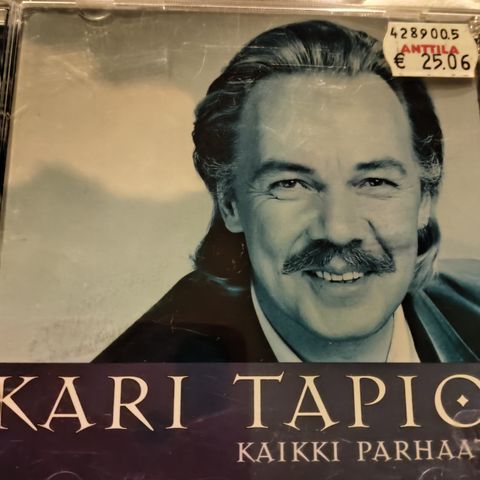 4289005
ANTTILA
€ 25.06
KARI TAPIO
KAIKKI PARHAAT